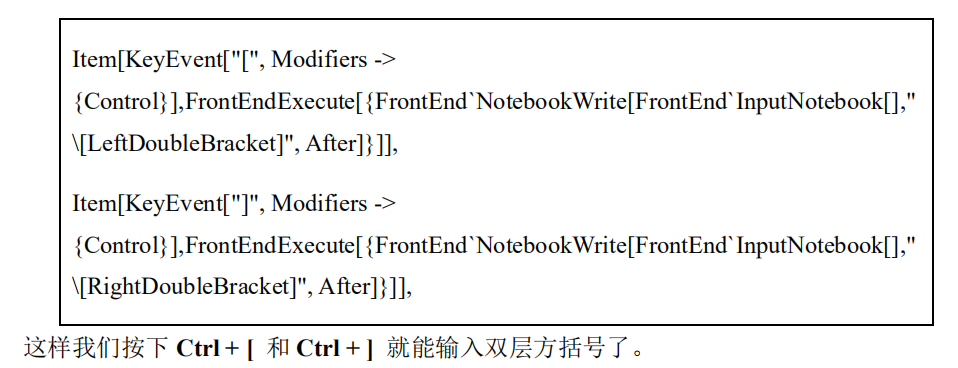 Item[KeyEvent["[", Modifiers ->
{Control}],FrontEndExecute[{FrontEnd`NotebookWrite[FrontEnd`InputNotebook[],"
\[LeftDoubleBracket]", After]}]],
Item[KeyEvent["]", Modifiers ->
{Control}],FrontEndExecute[{FrontEnd`NotebookWrite[FrontEnd`InputNotebook[],"
\[RightDoubleBracket]", After]}]],
这样我们按下 Ctrl + [ 和 Ctrl + ] 就能输入双层方括号了。